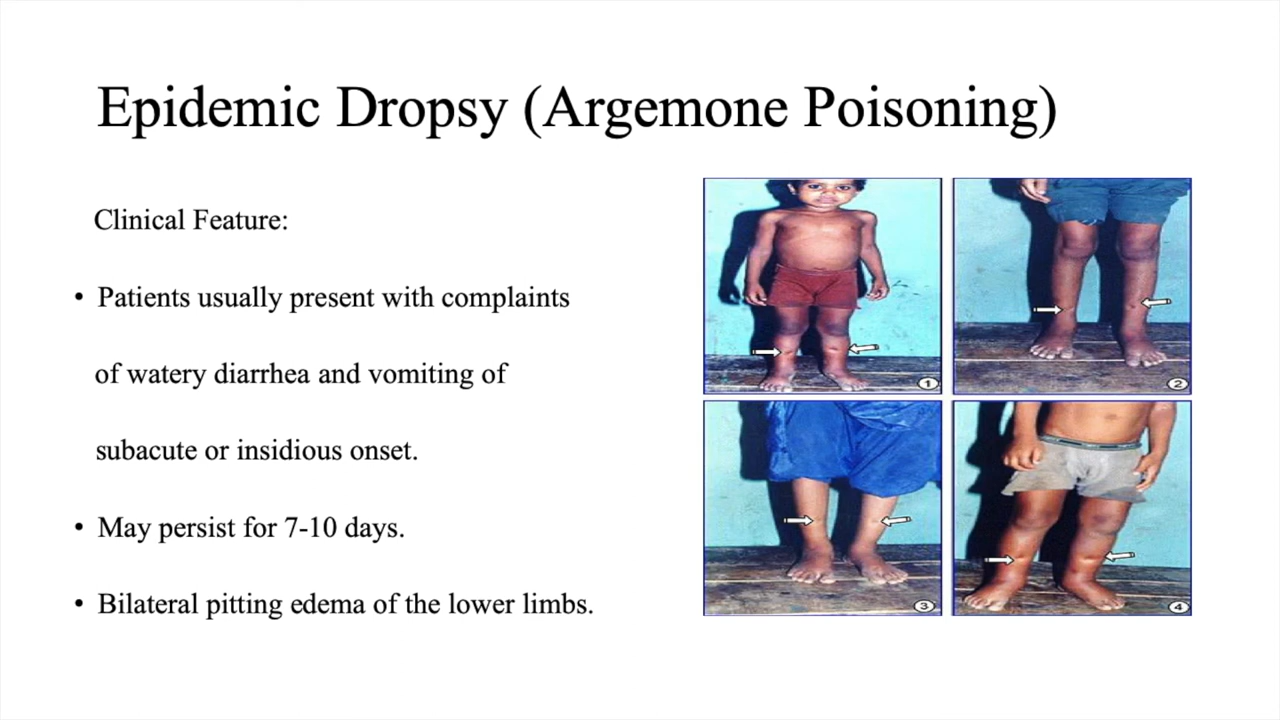 Epidemic Dropsy (Argemone Poisoning)
Clinical Feature:
• Patients usually present with complaints
of watery diarrhea and vomiting of
subacute or insidious onset.
• May persist for 7-10 days.
• Bilateral pitting edema of the lower limbs.
1
2
3
4